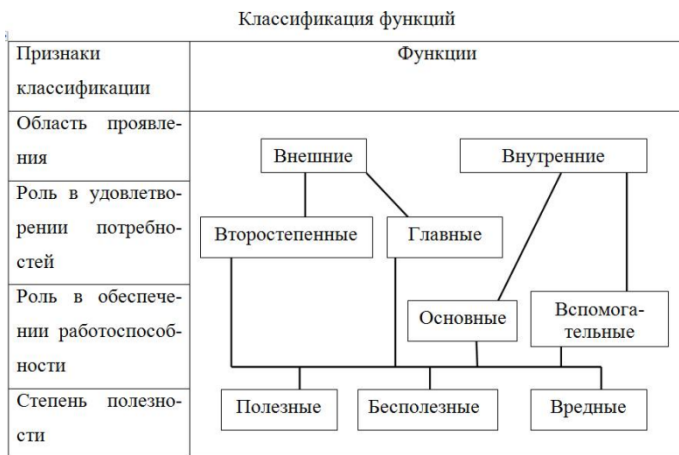 Классификация функций
Признаки
классификации
Функции
Область проявле-
ния
Внешние
Внутренние
Роль в удовлетво-
рении потребно-
стей
Второстепенные
Главные
Роль в обеспече-
нии работоспособ-
ности
Основные
Вспомога-
тельные
Степень полезно-
сти
Полезные
Бесполезные
Вредные